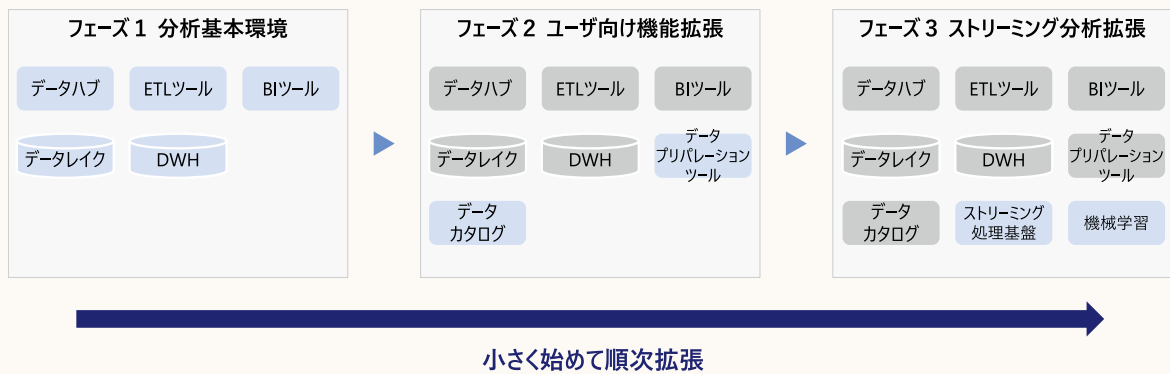 フェーズ1 分析基本環境
データハブ
ETLツール
BIツール
データレイク
DWH
フェーズ2 ユーザ向け機能拡張
データハブ
ETLツール
BIツール
データレイク
DWH
データ
プリパレーション
ツール
データ
カタログ
フェーズ3 ストリーミング分析拡張
データハブ
ETLツール
BIツール
データレイク
DWH
データ
プリパレーション
ツール
データ
カタログ
ストリーミング
処理基盤
機械学習
小さく始めて順次拡張